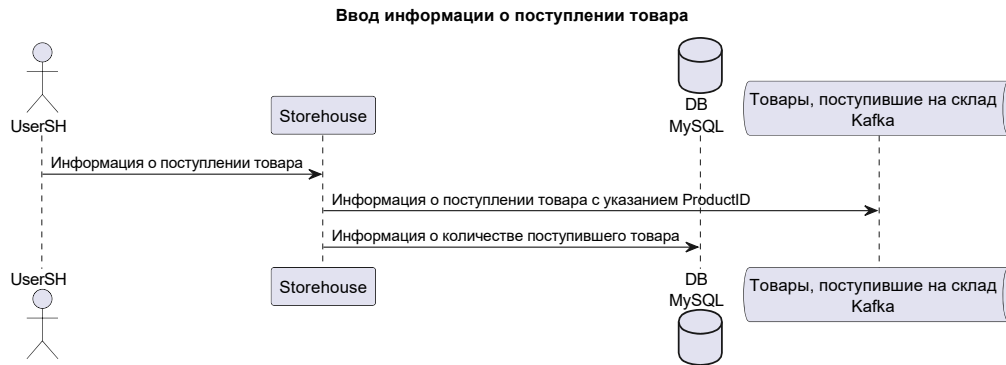 Ввод информации о поступлении товара
UserSH
Storehouse
DB
MySQL
Товары, поступившие на склад
Kafka
Информация о поступлении товара
Информация о поступлении товара с указанием ProductID
Информация о количестве поступившего товара
UserSH
Storehouse
DB
MySQL
Товары, поступившие на склад
Kafka